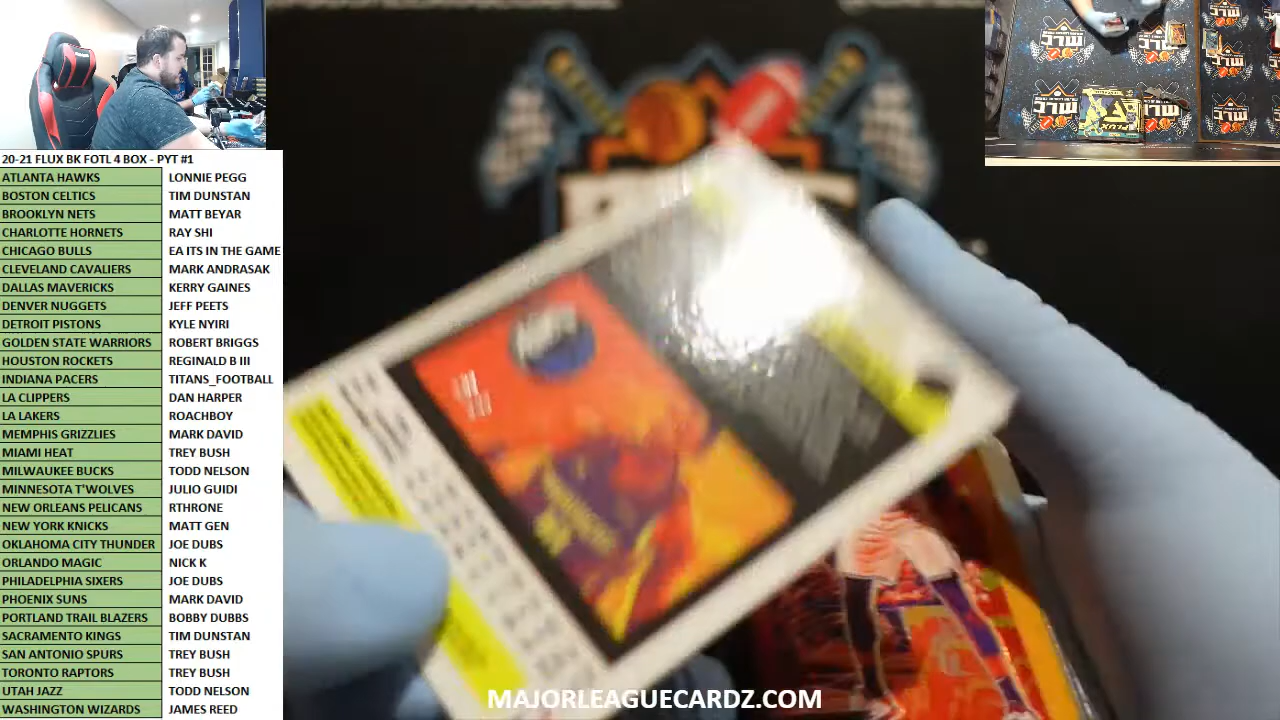 20-21 FLUX BK FOTL 4 BOX - PYT #1
ATLANTA HAWKS LONNIE PEGG
BOSTON CELTICS TIM DUNSTAN
BROOKLYN NETS MATT BEYAR
CHARLOTTE HORNETS RAY SHI
CHICAGO BULLS EA ITS IN THE GAME
CLEVELAND CAVALIERS MARK ANDRASAK
DALLAS MAVERICKS KERRY GAINES
DENVER NUGGETS JEFF PEETS
DETROIT PISTONS KYLE NYIRI
GOLDEN STATE WARRIORS ROBERT BRIGGS
HOUSTON ROCKETS REGINALD B III
INDIANA PACERS TITANS_FOOTBALL
LA CLIPPERS DAN HARPER
LA LAKERS ROACHBOY
MEMPHIS GRIZZLIES MARK DAVID
MIAMI HEAT TREY BUSH
MILWAUKEE BUCKS TODD NELSON
MINNESOTA T'WOLVES JULIO GUIDI
NEW ORLEANS PELICANS RTHRONE
NEW YORK KNICKS MATT GEN
OKLAHOMA CITY THUNDER JOE DUBS
ORLANDO MAGIC NICK K
PHILADELPHIA SIXERS JOE DUBS
PHOENIX SUNS MARK DAVID
PORTLAND TRAIL BLAZERS BOBBY DUBBS
SACRAMENTO KINGS TIM DUNSTAN
SAN ANTONIO SPURS TREY BUSH
TORONTO RAPTORS TREY BUSH
UTAH JAZZ TODD NELSON
WASHINGTON WIZARDS JAMES REED
MAJORLEAGUECARDZ.COM